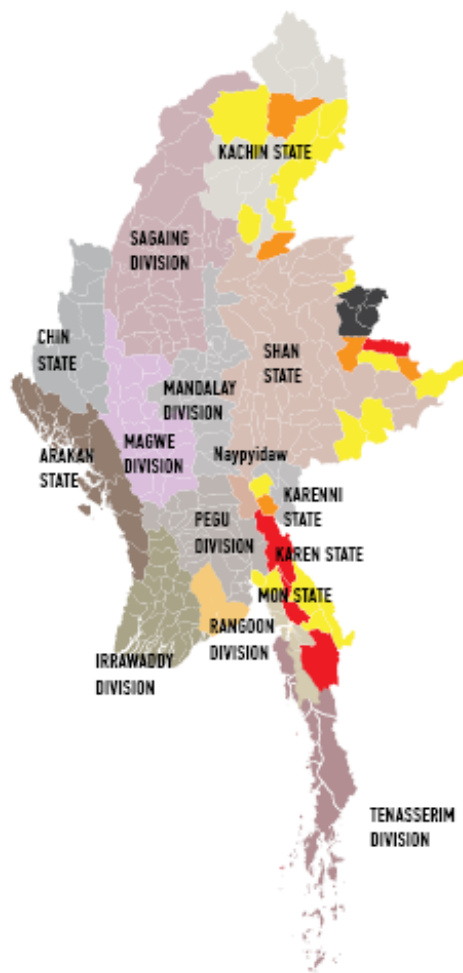 KACHIN STATE
SAGAING
DIVISION
CHIN
STATE
SHAN
STATE
MANDALAY
DIVISION
ARAKAN
STATE
MAGWE
DIVISION
Naypyidaw
KARENNI
STATE
PEGU
DIVISION
KAREN STATE
MON STATE
RANGOON
DIVISION
IRRAWADDY
DIVISION
TENASSERIM
DIVISION